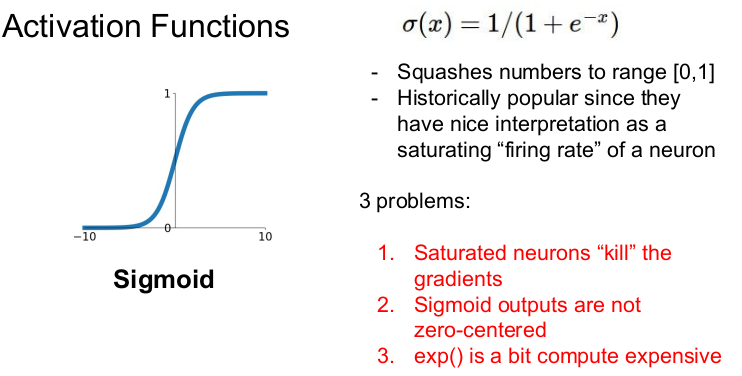 Activation Functions
σ(x) = 1/(1 + e⁻ˣ)
- Squashes numbers to range [0,1]
- Historically popular since they
have nice interpretation as a
saturating “firing rate” of a neuron
3 problems:
1. Saturated neurons “kill” the
gradients
2. Sigmoid outputs are not
zero-centered
3. exp() is a bit compute expensive
1
0
−10
10
Sigmoid